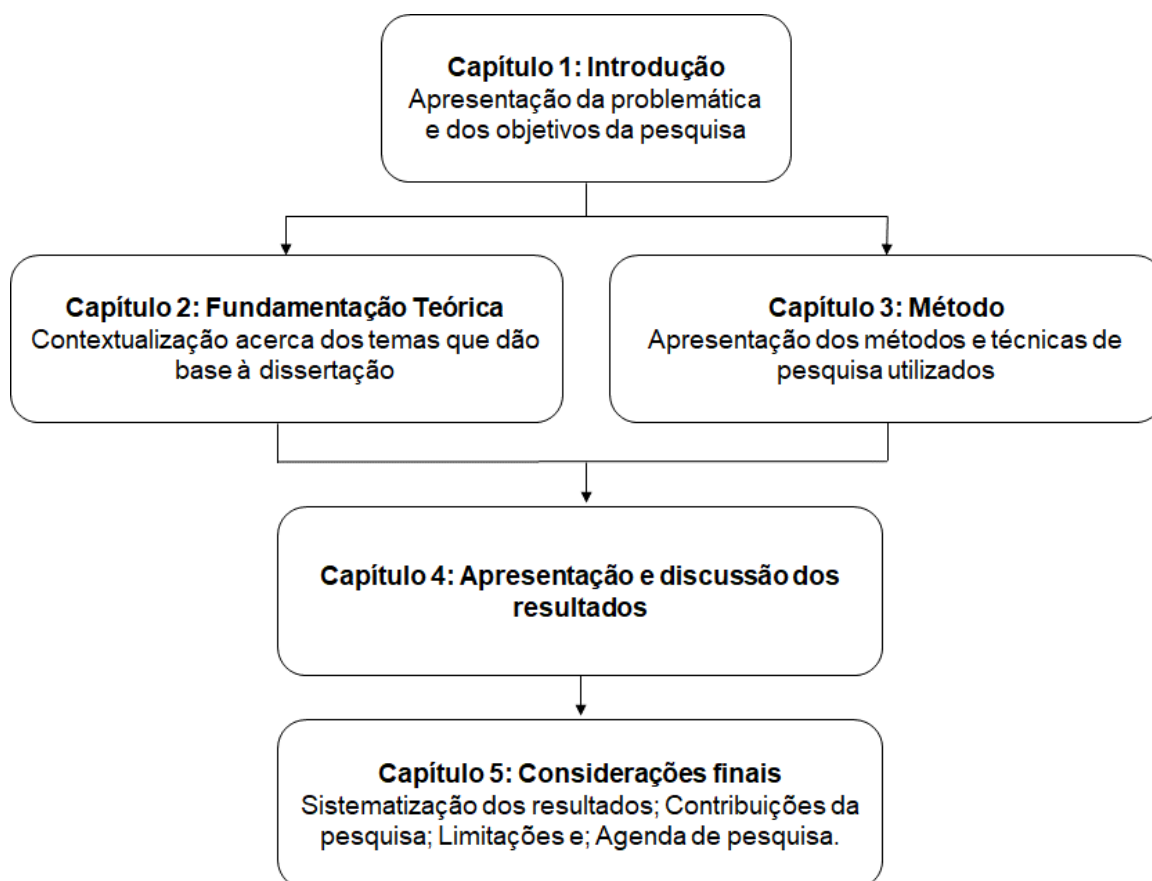 Capítulo 1: Introdução
Apresentação da problemática
e dos objetivos da pesquisa
Capítulo 2: Fundamentação Teórica
Contextualização acerca dos temas que dão
base à dissertação
Capítulo 3: Método
Apresentação dos métodos e técnicas de
pesquisa utilizados
Capítulo 4: Apresentação e discussão dos
resultados
Capítulo 5: Considerações finais
Sistematização dos resultados; Contribuições da
pesquisa; Limitações e; Agenda de pesquisa.